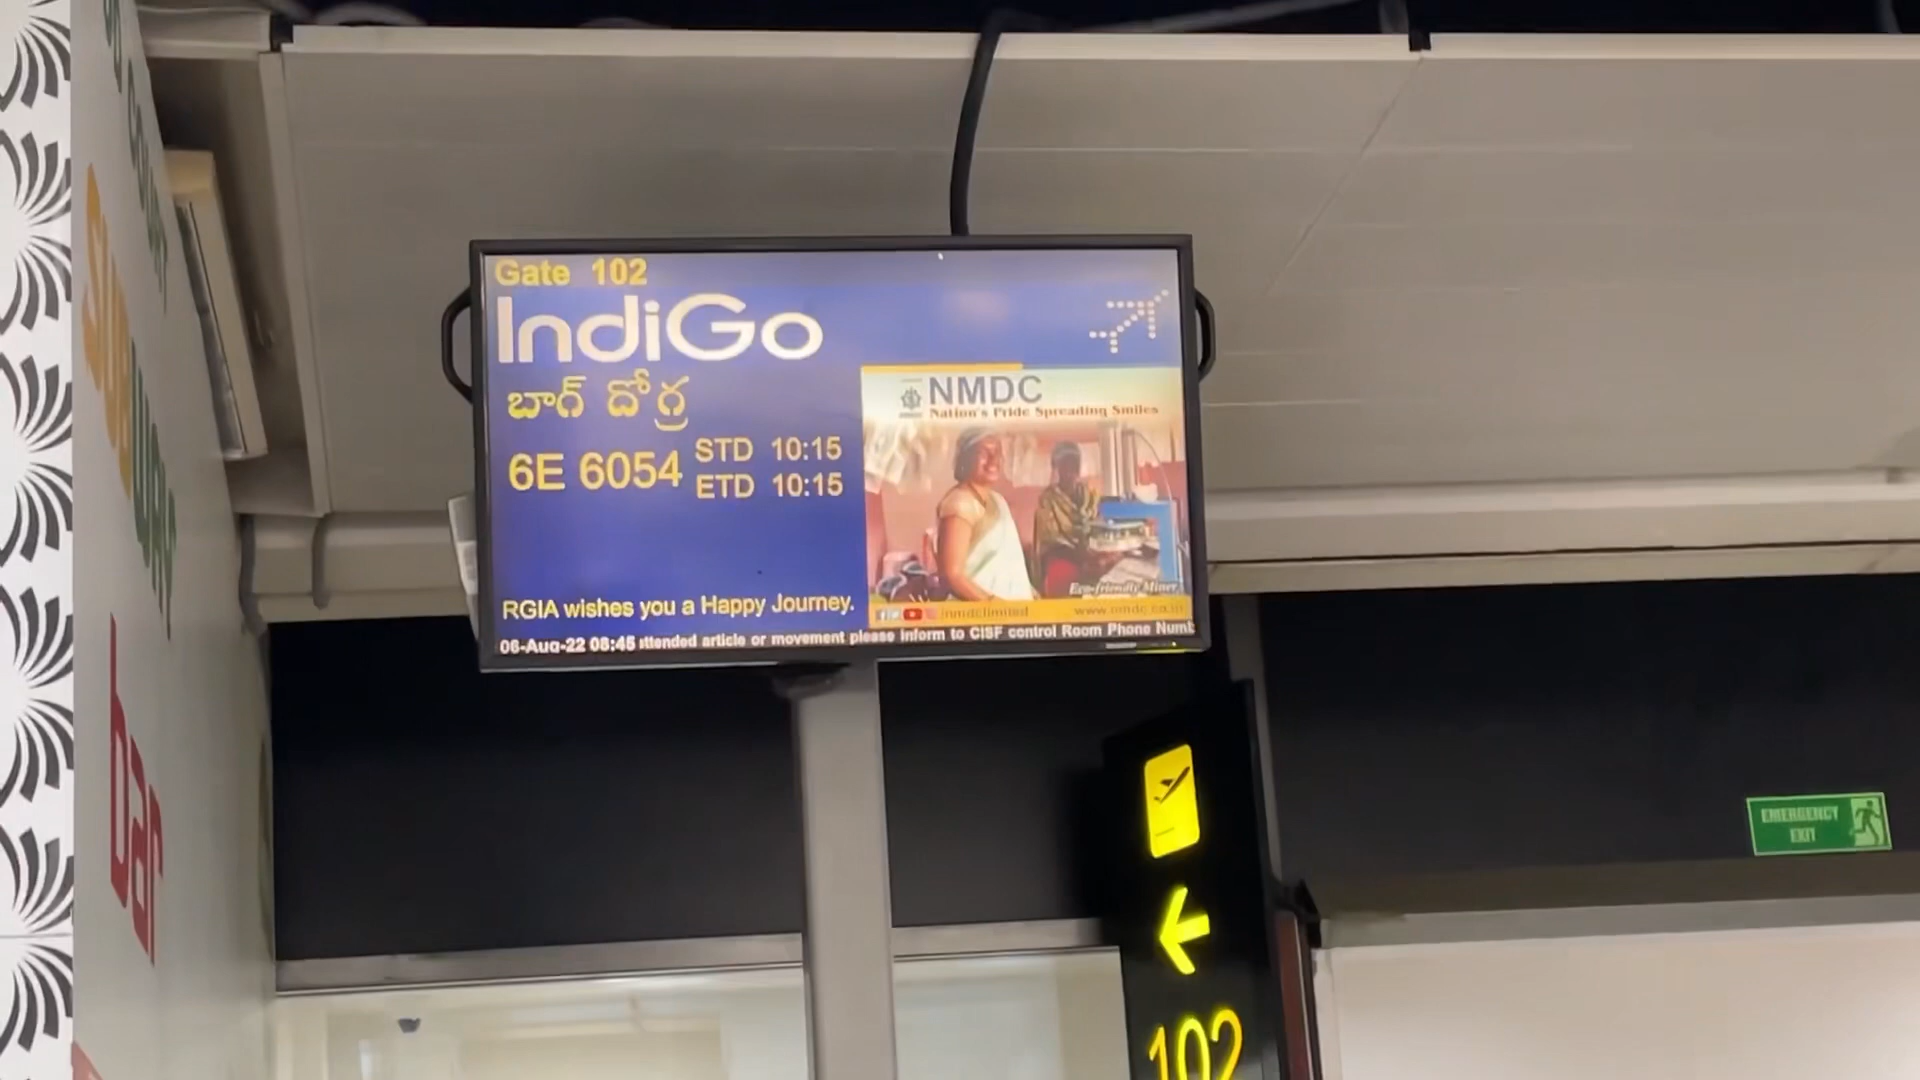 Gate 102
IndiGo
బాగ్ దోగ్ర
6E 6054
STD 10:15
ETD 10:15
NMDC
Nation's Pride Spreading Smiles
Eco-friendly Miner
nmdclimited
www.nmdc.co.in
RGIA wishes you a Happy Journey.
06-Aug-22 08:45 ttended article or movement please inform to CISF control Room Phone Numb
EMERGENCY
EXIT
102
bar